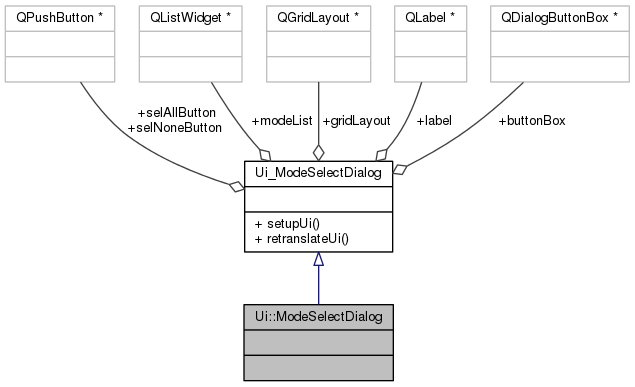 QPushButton *
QListWidget *
QGridLayout *
QLabel *
QDialogButtonBox *
+selAllButton
+selNoneButton
+modeList
+gridLayout
+label
+buttonBox
Ui_ModeSelectDialog
+ setupUi()
+ retranslateUi()
Ui::ModeSelectDialog